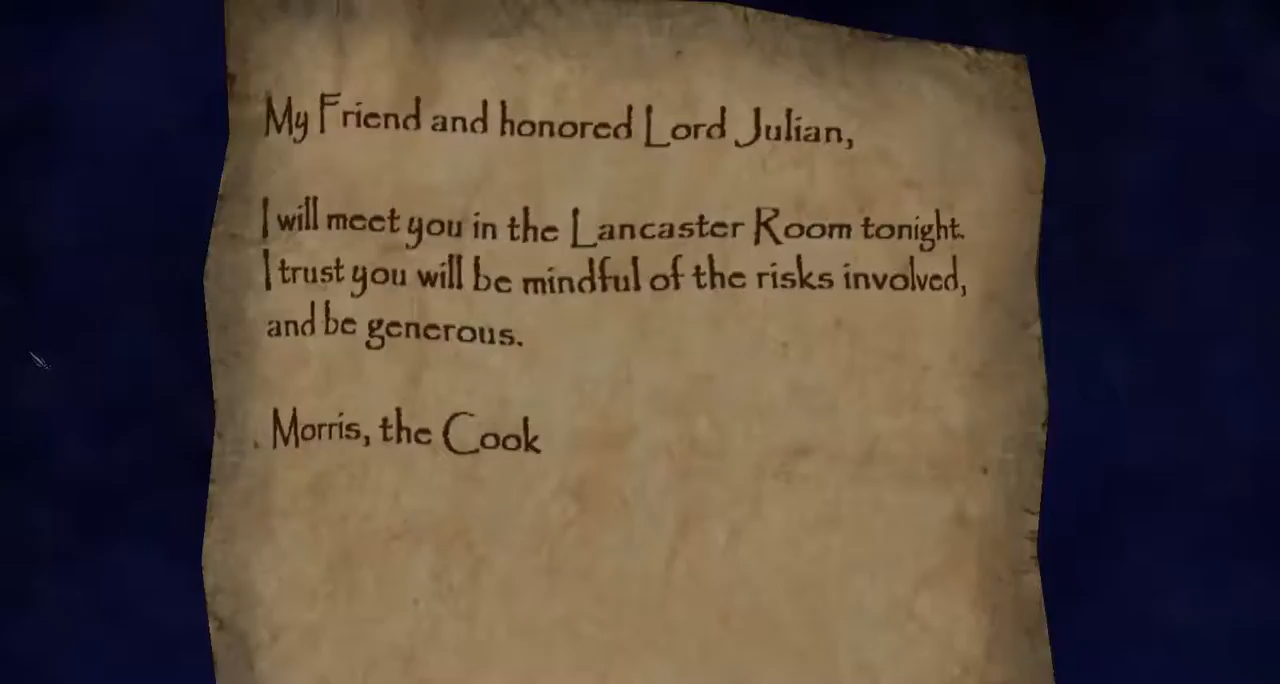 My Friend and honored Lord Julian,
I will meet you in the Lancaster Room tonight.
I trust you will be mindful of the risks involved,
and be generous.
Morris, the Cook